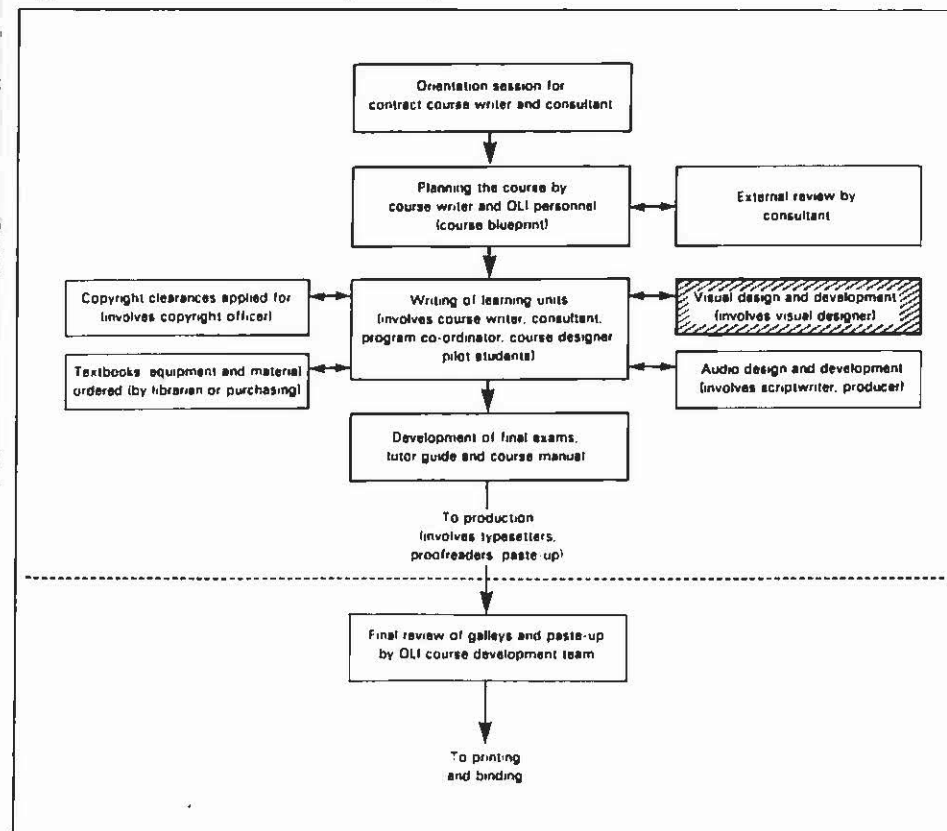 Orientation session for
contract course writer and consultant
Planning the course by
course writer and OLI personnel
(course blueprint)
External review by
consultant
Copyright clearances applied for
(involves copyright officer)
Writing of learning units
(involves course writer, consultant,
program co-ordinator, course designer
pilot students)
Visual design and development
(involves visual designer)
Textbooks equipment and material
ordered (by librarian or purchasing)
Audio design and development
(involves scriptwriter, producer)
Development of final exams,
tutor guide and course manual
To production
(involves typesetters,
proofreaders paste-up)
Final review of galleys and paste-up
by OLI course development team
To printing
and binding